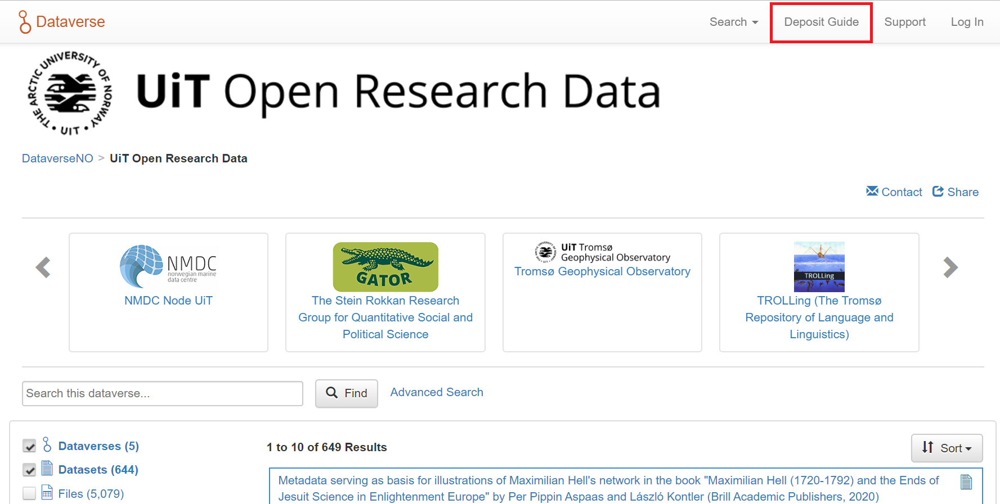 Dataverse
Search
Deposit Guide
Support
Log In
THE ARCTIC UNIVERSITY OF NORWAY
• UIT •
UiT Open Research Data
DataverseNO > UiT Open Research Data
Contact
Share
NMDC
norwegian marine
data centre
NMDC Node UiT
GATOR
The Stein Rokkan Research
Group for Quantitative Social and
Political Science
UiT Tromsø
Geophysical Observatory
Tromsø Geophysical Observatory
TROLLing
TROLLing (The Tromsø
Repository of Language and
Linguistics)
Search this dataverse...
Find
Advanced Search
Dataverses (5)
Datasets (644)
Files (5,079)
1 to 10 of 649 Results
Sort
Metadata serving as basis for illustrations of Maximilian Hell's network in the book "Maximilian Hell (1720-1792) and the Ends of
Jesuit Science in Enlightenment Europe" by Per Pippin Aspaas and László Kontler (Brill Academic Publishers, 2020)